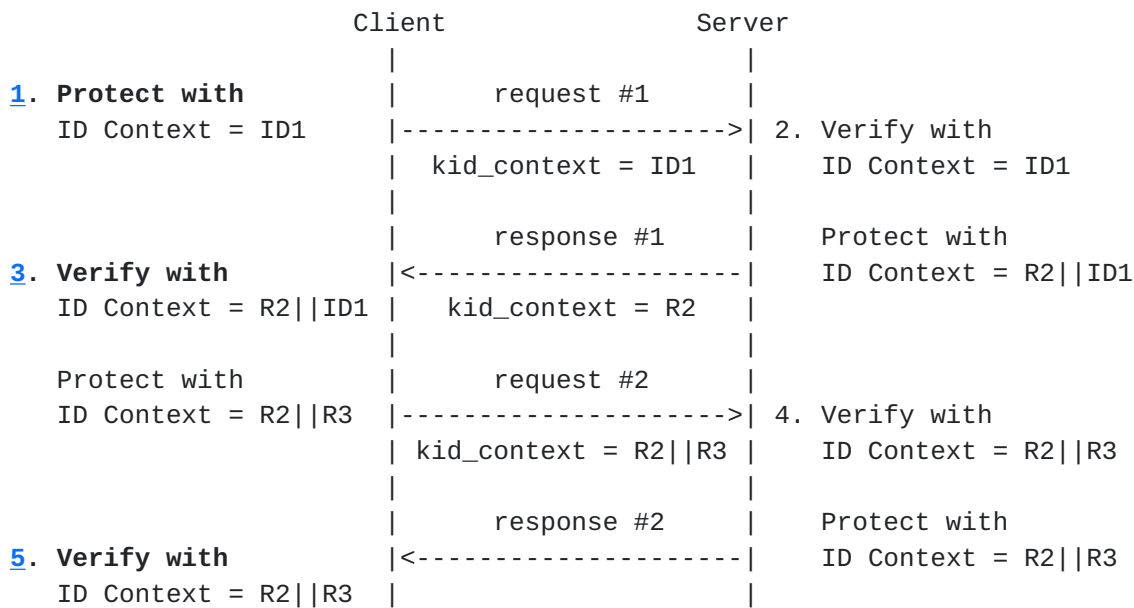 Client                Server
                        |                      |
1. Protect with         |      request #1      |
   ID Context = ID1     |--------------------->| 2. Verify with
                        |  kid_context = ID1   |    ID Context = ID1
                        |                      |
                        |      response #1     |    Protect with
3. Verify with          |<---------------------|    ID Context = R2||ID1
   ID Context = R2||ID1 |   kid_context = R2   |
                        |                      |
   Protect with         |      request #2      |
   ID Context = R2||R3  |--------------------->| 4. Verify with
                        | kid_context = R2||R3 |    ID Context = R2||R3
                        |                      |
                        |      response #2     |    Protect with
5. Verify with          |<---------------------|    ID Context = R2||R3
   ID Context = R2||R3  |                      |